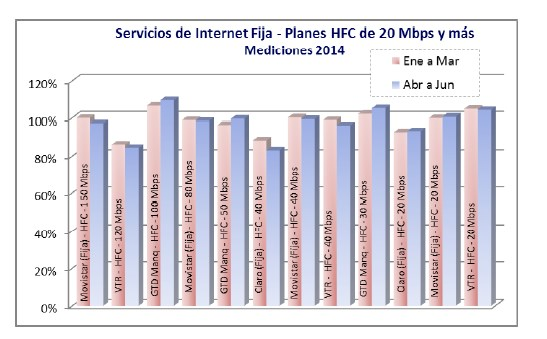 Servicios de Internet Fija - Planes HFC de 20 Mbps y más
Mediciones 2014
Ene a Mar
Abr a Jun
120%
100%
80%
60%
40%
20%
0%
Movistar (Fija) - HFC - 150 Mbps
VTR - HFC - 120 Mbps
GTD Manq - HFC - 100 Mbps
Movistar (Fija) - HFC - 80 Mbps
GTD Manq - HFC - 50 Mbps
Claro (Fija) - HFC - 40 Mbps
Movistar (Fija) - HFC - 40 Mbps
VTR - HFC - 40 Mbps
GTD Manq - HFC - 30 Mbps
Claro (Fija) - HFC - 20 Mbps
Movistar (Fija) - HFC - 20 Mbps
VTR - HFC - 20 Mbps